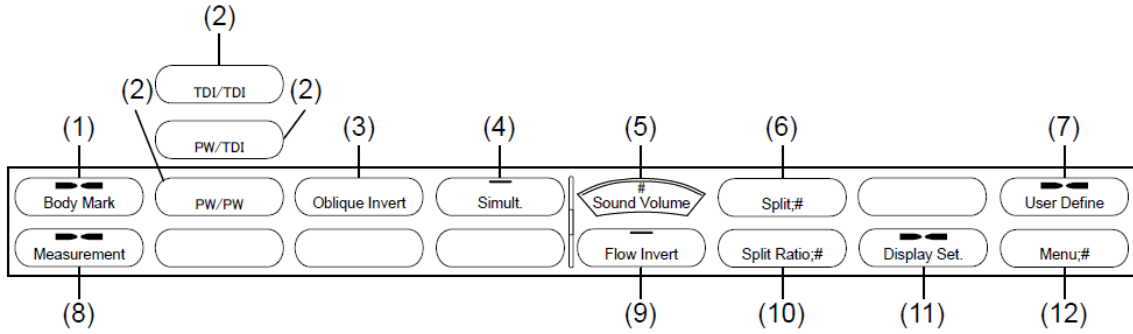 (2)
TDI/TDI
(2) (2)
PW/TDI
(1) (3) (4) (5) (6) (7)
Body Mark PW/PW Oblique Invert Simult. # Sound Volume Split;# User Define
Measurement Flow Invert Split Ratio;# Display Set. Menu;#
(8) (9) (10) (11) (12)